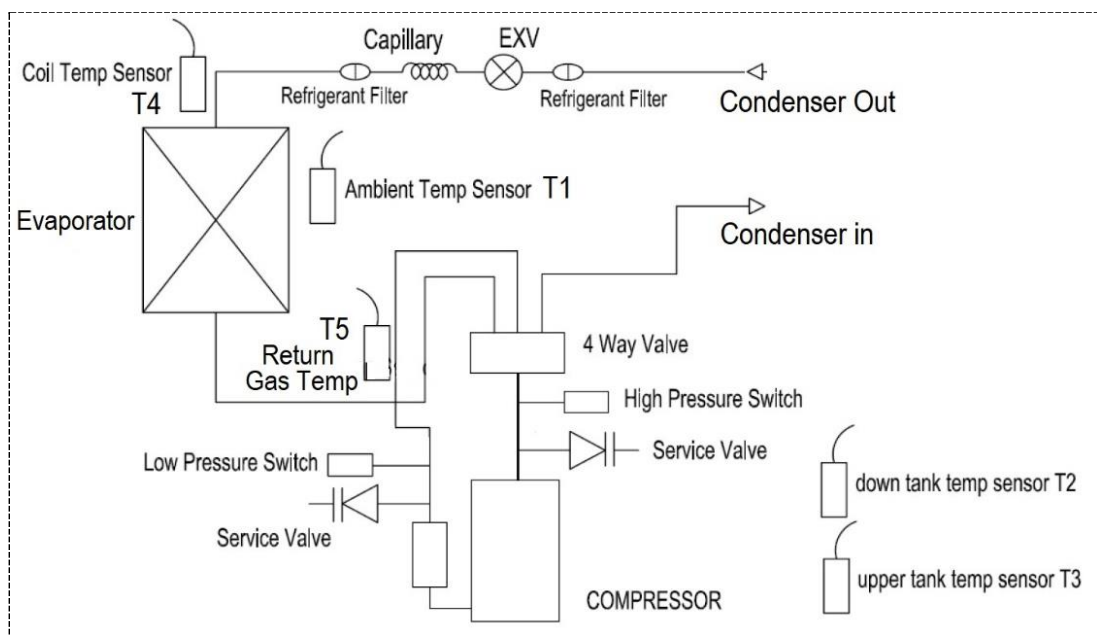 Capillary
EXV
Coil Temp Sensor
T4
Refrigerant Filter
Refrigerant Filter
Condenser Out
Ambient Temp Sensor T1
Evaporator
Condenser in
T5
Return
Gas Temp
4 Way Valve
High Pressure Switch
Low Pressure Switch
Service Valve
down tank temp sensor T2
Service Valve
upper tank temp sensor T3
COMPRESSOR